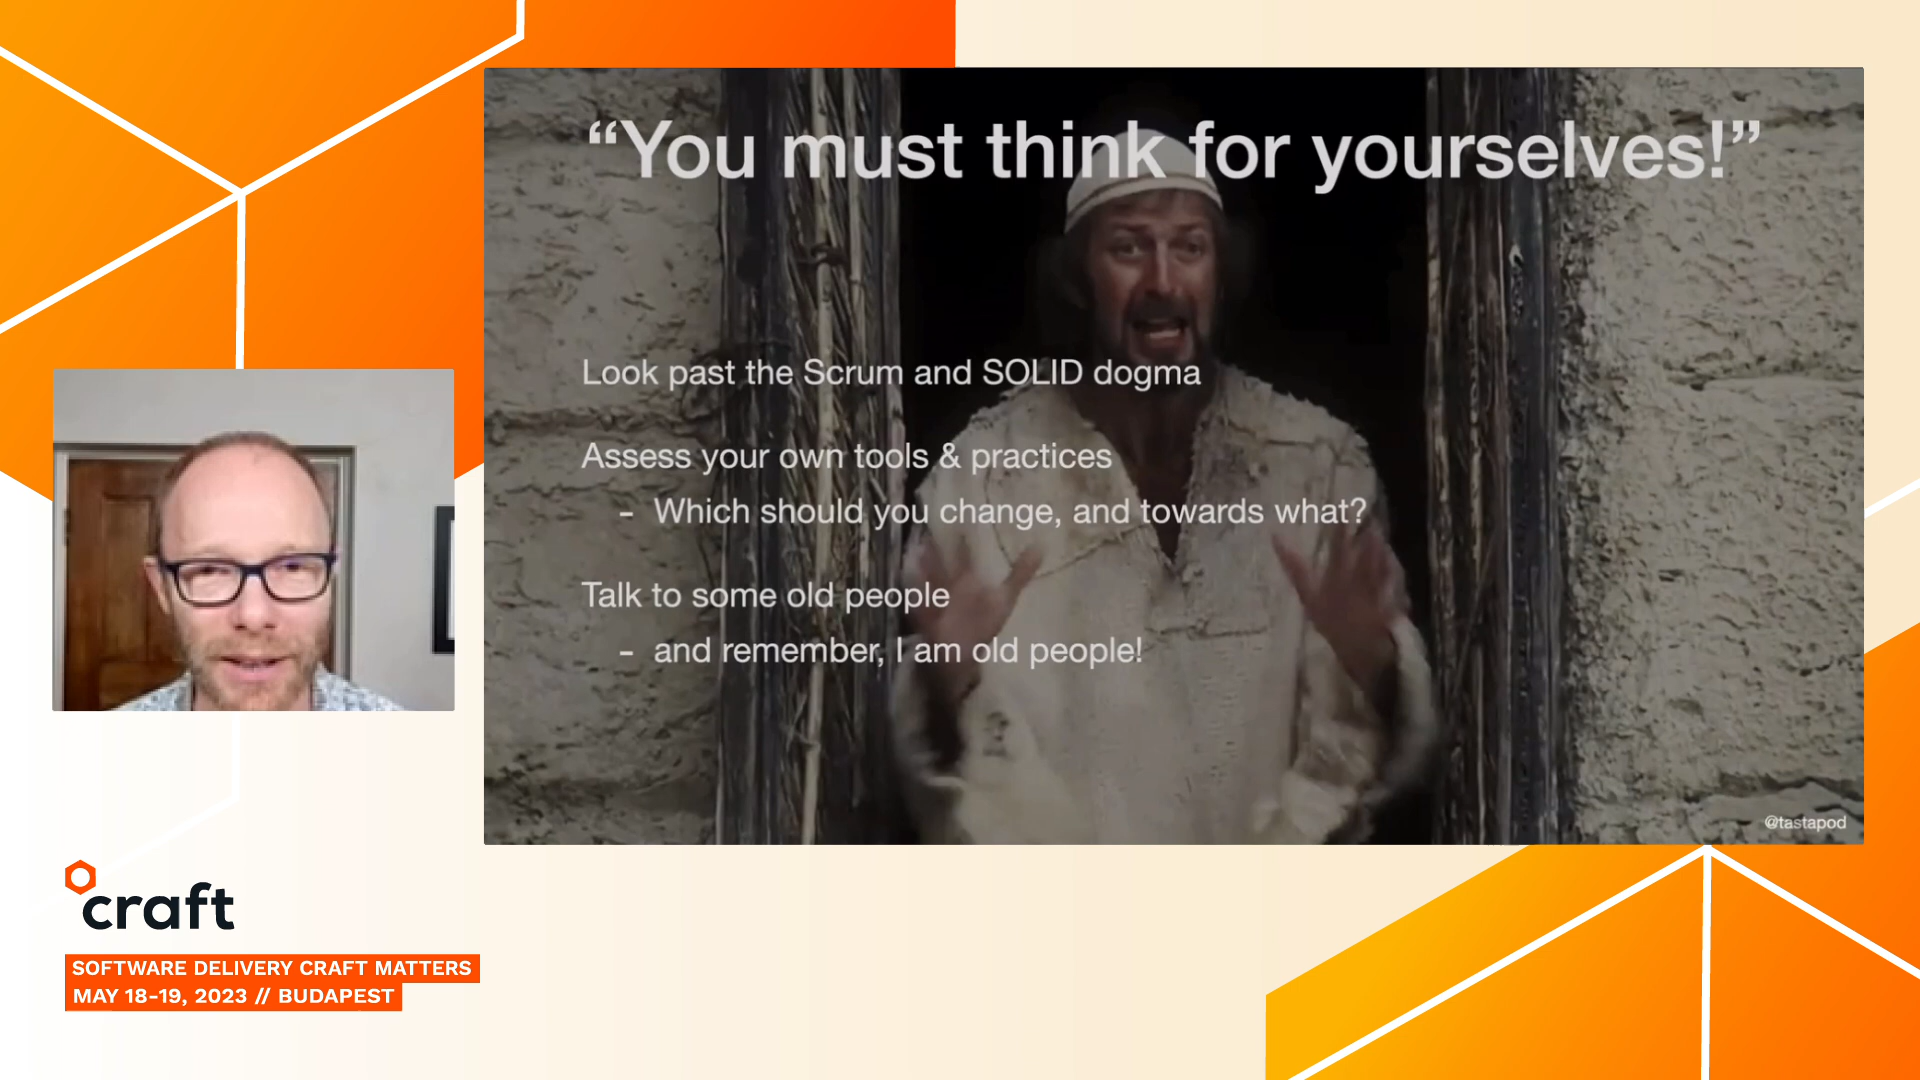 “You must think for yourselves!”
Look past the Scrum and SOLID dogma
Assess your own tools & practices
- Which should you change, and towards what?
Talk to some old people
- and remember, I am old people!
@tastapod
craft
SOFTWARE DELIVERY CRAFT MATTERS
MAY 18-19, 2023 // BUDAPEST